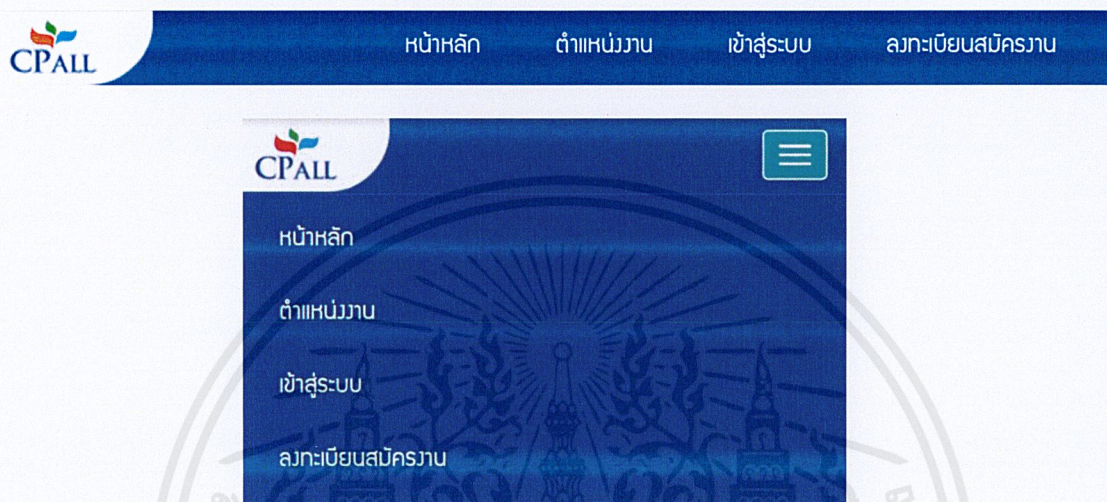 CPALL หน้าหลัก ตำแหน่งงาน เข้าสู่ระบบ ลงทะเบียนสมัครงาน
CPALL
หน้าหลัก
ตำแหน่งงาน
เข้าสู่ระบบ
ลงทะเบียนสมัครงาน